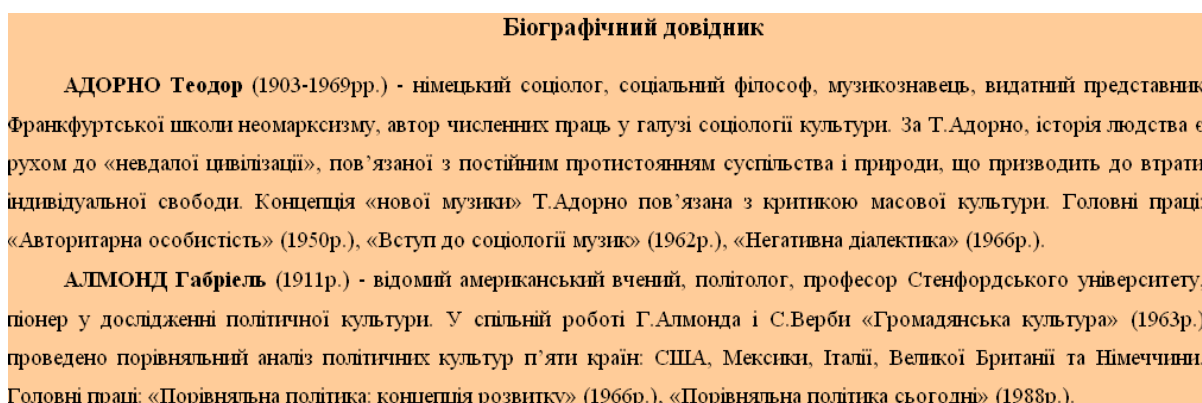 Біографічний довідник
АДОРНО Теодор (1903-1969рр.) - німецький соціолог, соціальний філософ, музикознавець, видатний представник
Франкфуртської школи неомарксизму, автор численних праць у галузі соціології культури. За Т.Адорно, історія людства є
рухом до «невдалої цивілізації», пов’язаної з постійним протистоянням суспільства і природи, що призводить до втрати
індивідуальної свободи. Концепція «нової музики» Т.Адорно пов’язана з критикою масової культури. Головні праці:
«Авторитарна особистість» (1950р.), «Вступ до соціології музик» (1962р.), «Негативна діалектика» (1966р.).
АЛМОНД Габріель (1911р.) - відомий американський вчений, політолог, професор Стенфордського університету,
піонер у дослідженні політичної культури. У спільній роботі Г.Алмонда і С.Верби «Громадянська культура» (1963р.)
проведено порівняльний аналіз політичних культур п’яти країн: США, Мексики, Італії, Великої Британії та Німеччини.
Головні праці: «Порівняльна політика: концепція розвитку» (1966р.), «Порівняльна політика сьогодні» (1988р.).